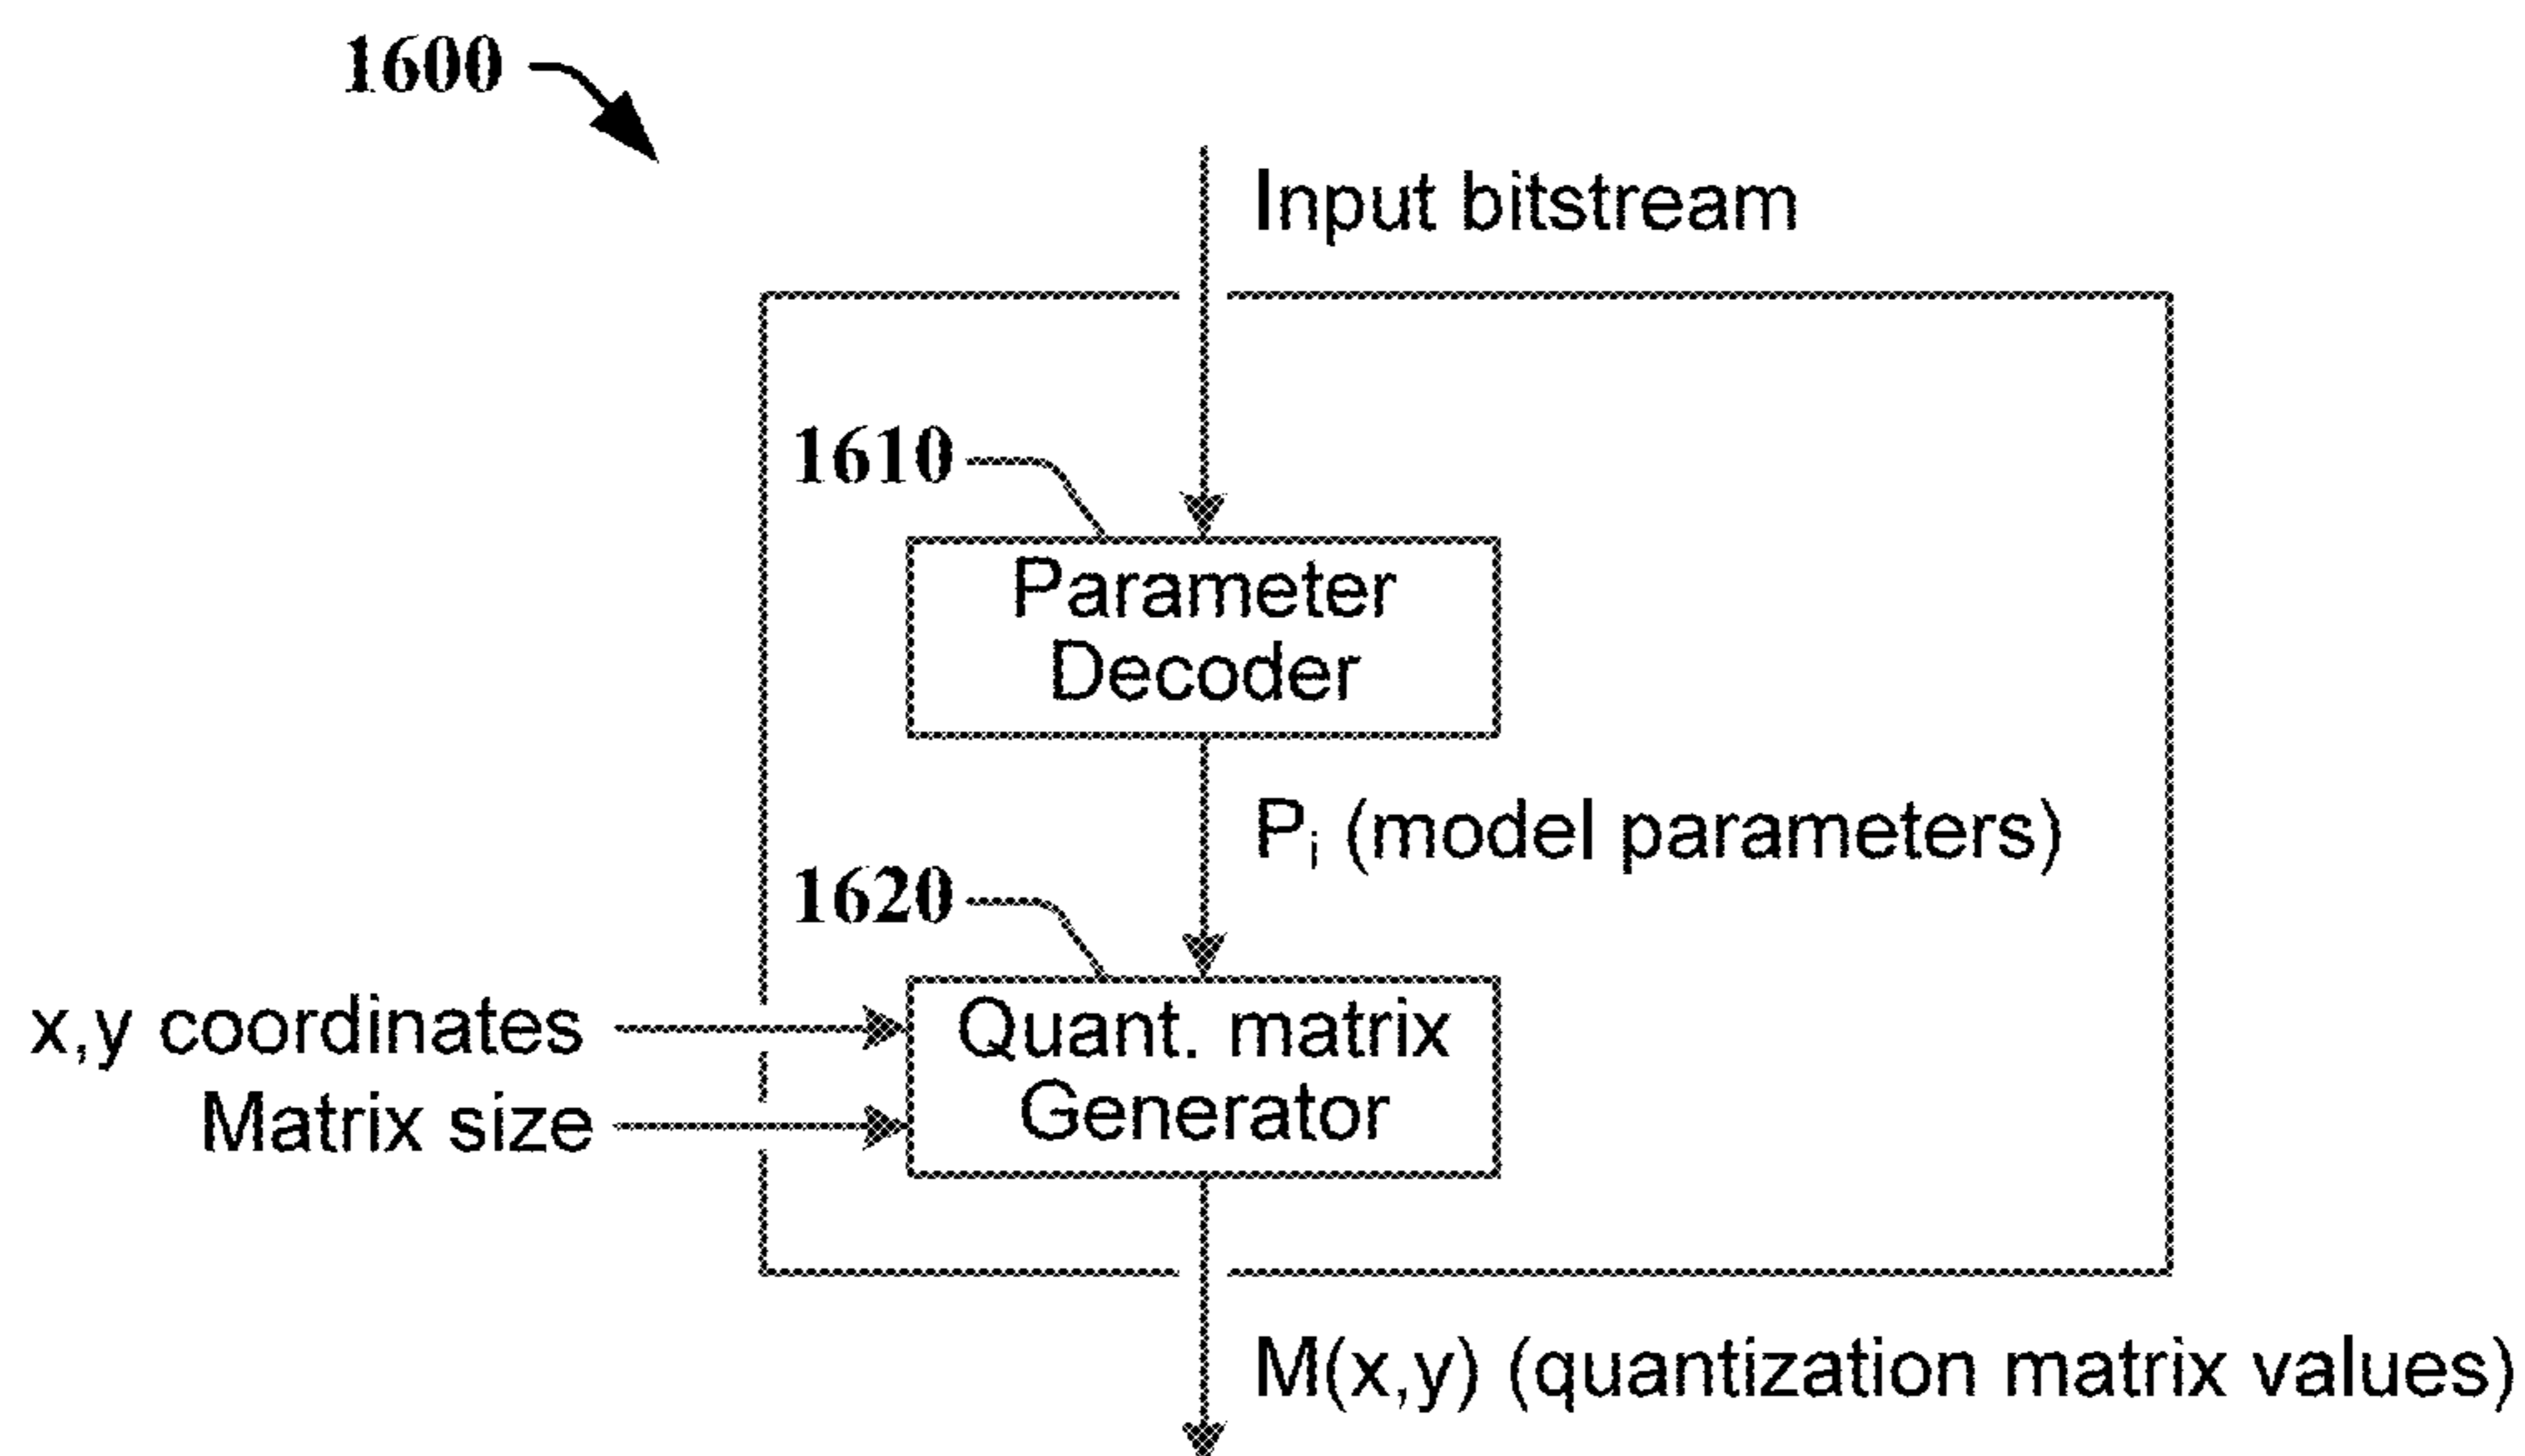 1600
Input bitstream
1610
Parameter
Decoder
Pi (model parameters)
1620
x,y coordinates
Quant. matrix
Matrix size
Generator
M(x,y) (quantization matrix values)